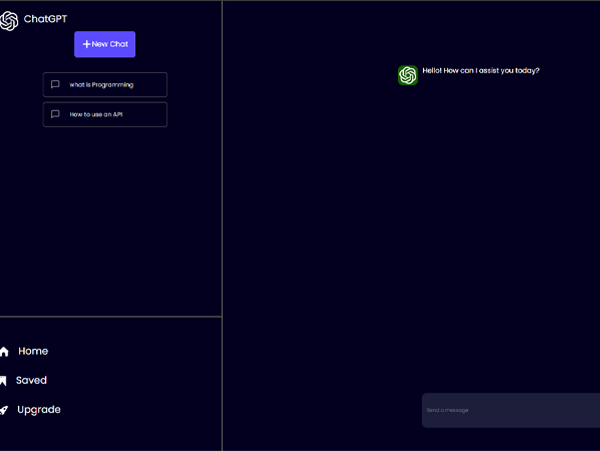 ChatGPT
New Chat
what is Programming
How to use an API
Home
Saved
Upgrade
Hello! How can I assist you today?
Send a message